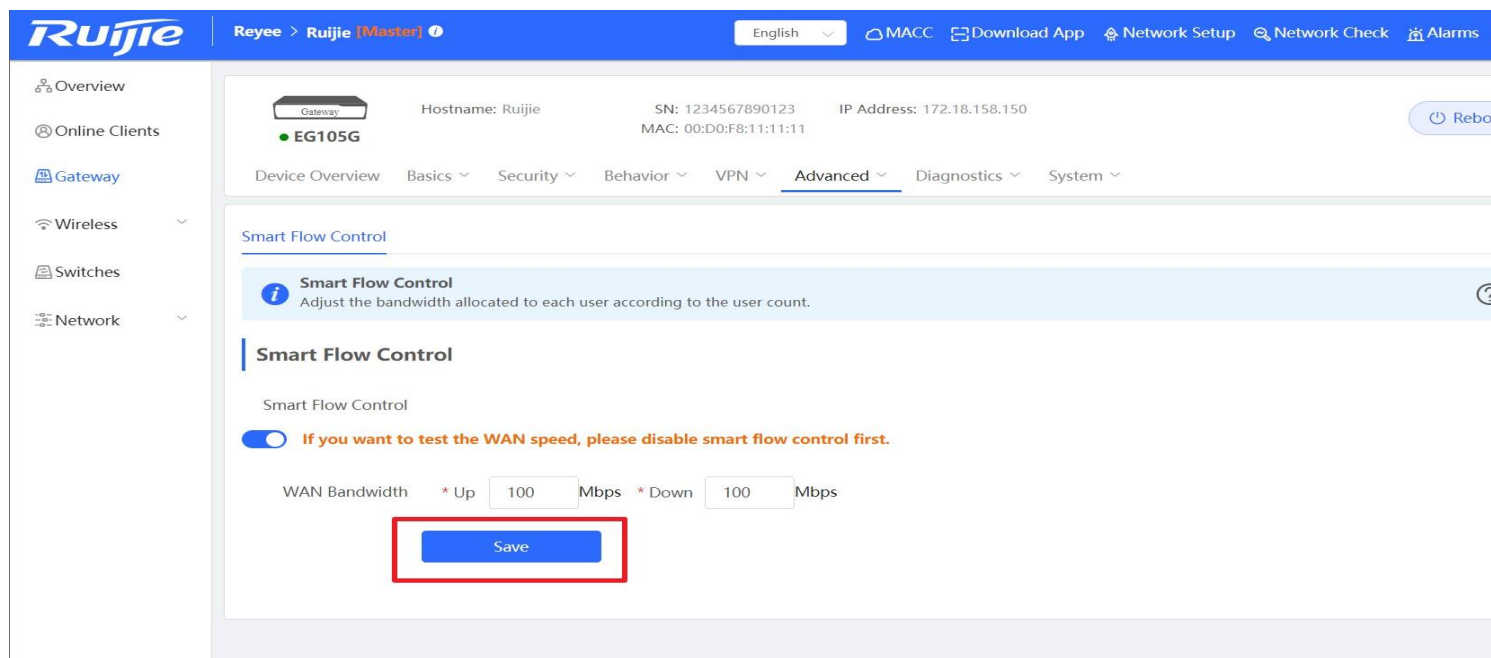 Ruijie
Reyee > Ruijie [Master]
English
MACC
Download App
Network Setup
Network Check
Alarms
Overview
Online Clients
Gateway
Wireless
Switches
Network
Gateway
EG105G
Hostname: Ruijie
SN: 1234567890123
IP Address: 172.18.158.150
MAC: 00:D0:F8:11:11:11
Rebo
Device Overview
Basics
Security
Behavior
VPN
Advanced
Diagnostics
System
Smart Flow Control
Smart Flow Control
Adjust the bandwidth allocated to each user according to the user count.
Smart Flow Control
Smart Flow Control
If you want to test the WAN speed, please disable smart flow control first.
WAN Bandwidth * Up 100 Mbps * Down 100 Mbps
Save